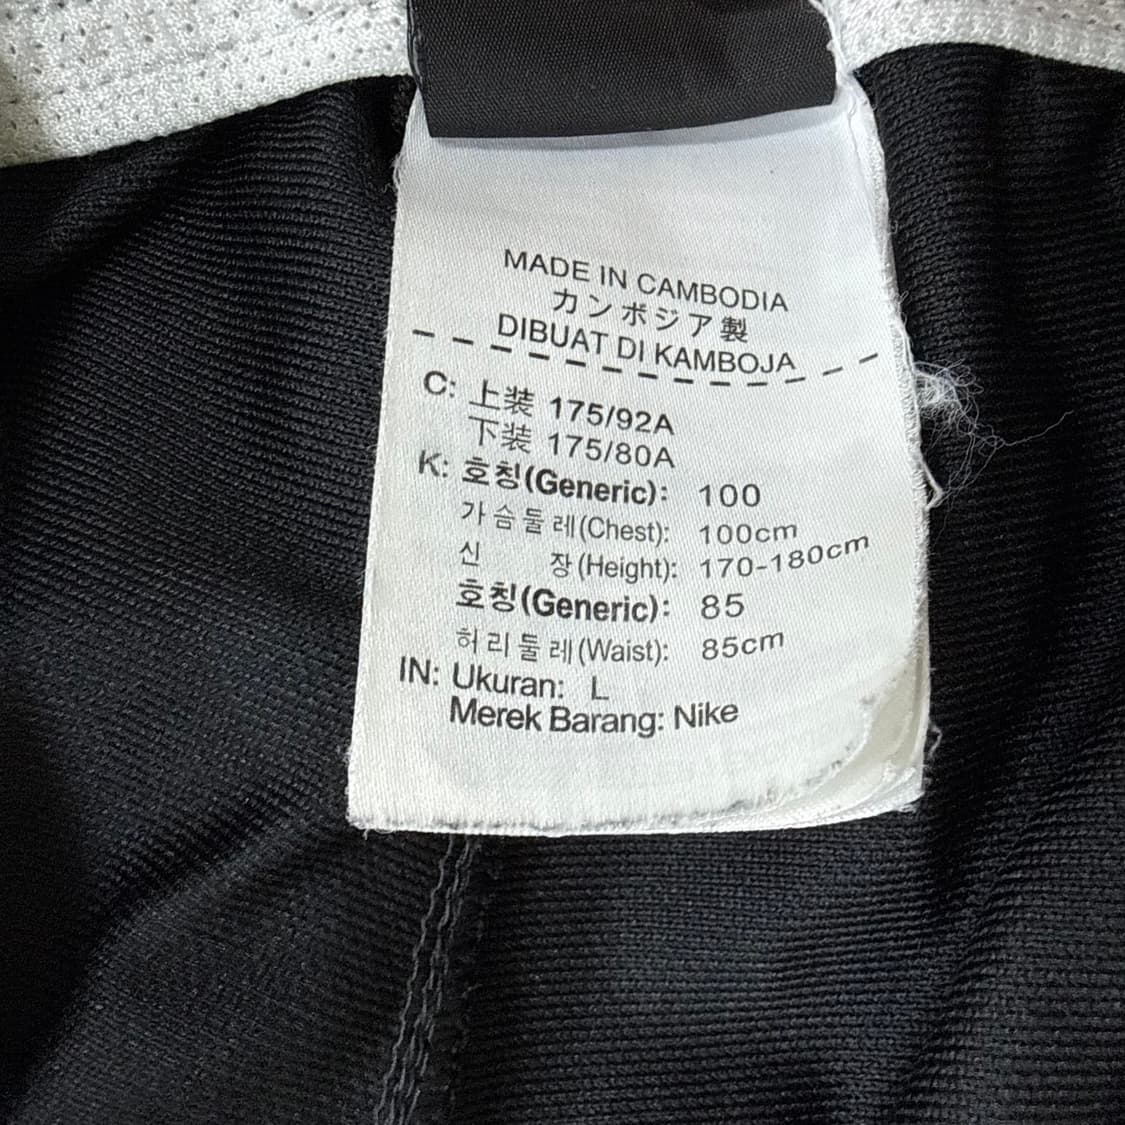 MADE IN CAMBODIA
カンボジア製
DIBUAT DI KAMBOJA
C: 上装 175/92A
下装 175/80A
K: 호칭(Generic): 100
가슴둘레(Chest): 100cm
신 장(Height): 170-180cm
호칭(Generic): 85
허리둘레(Waist): 85cm
IN: Ukuran: L
Merek Barang: Nike